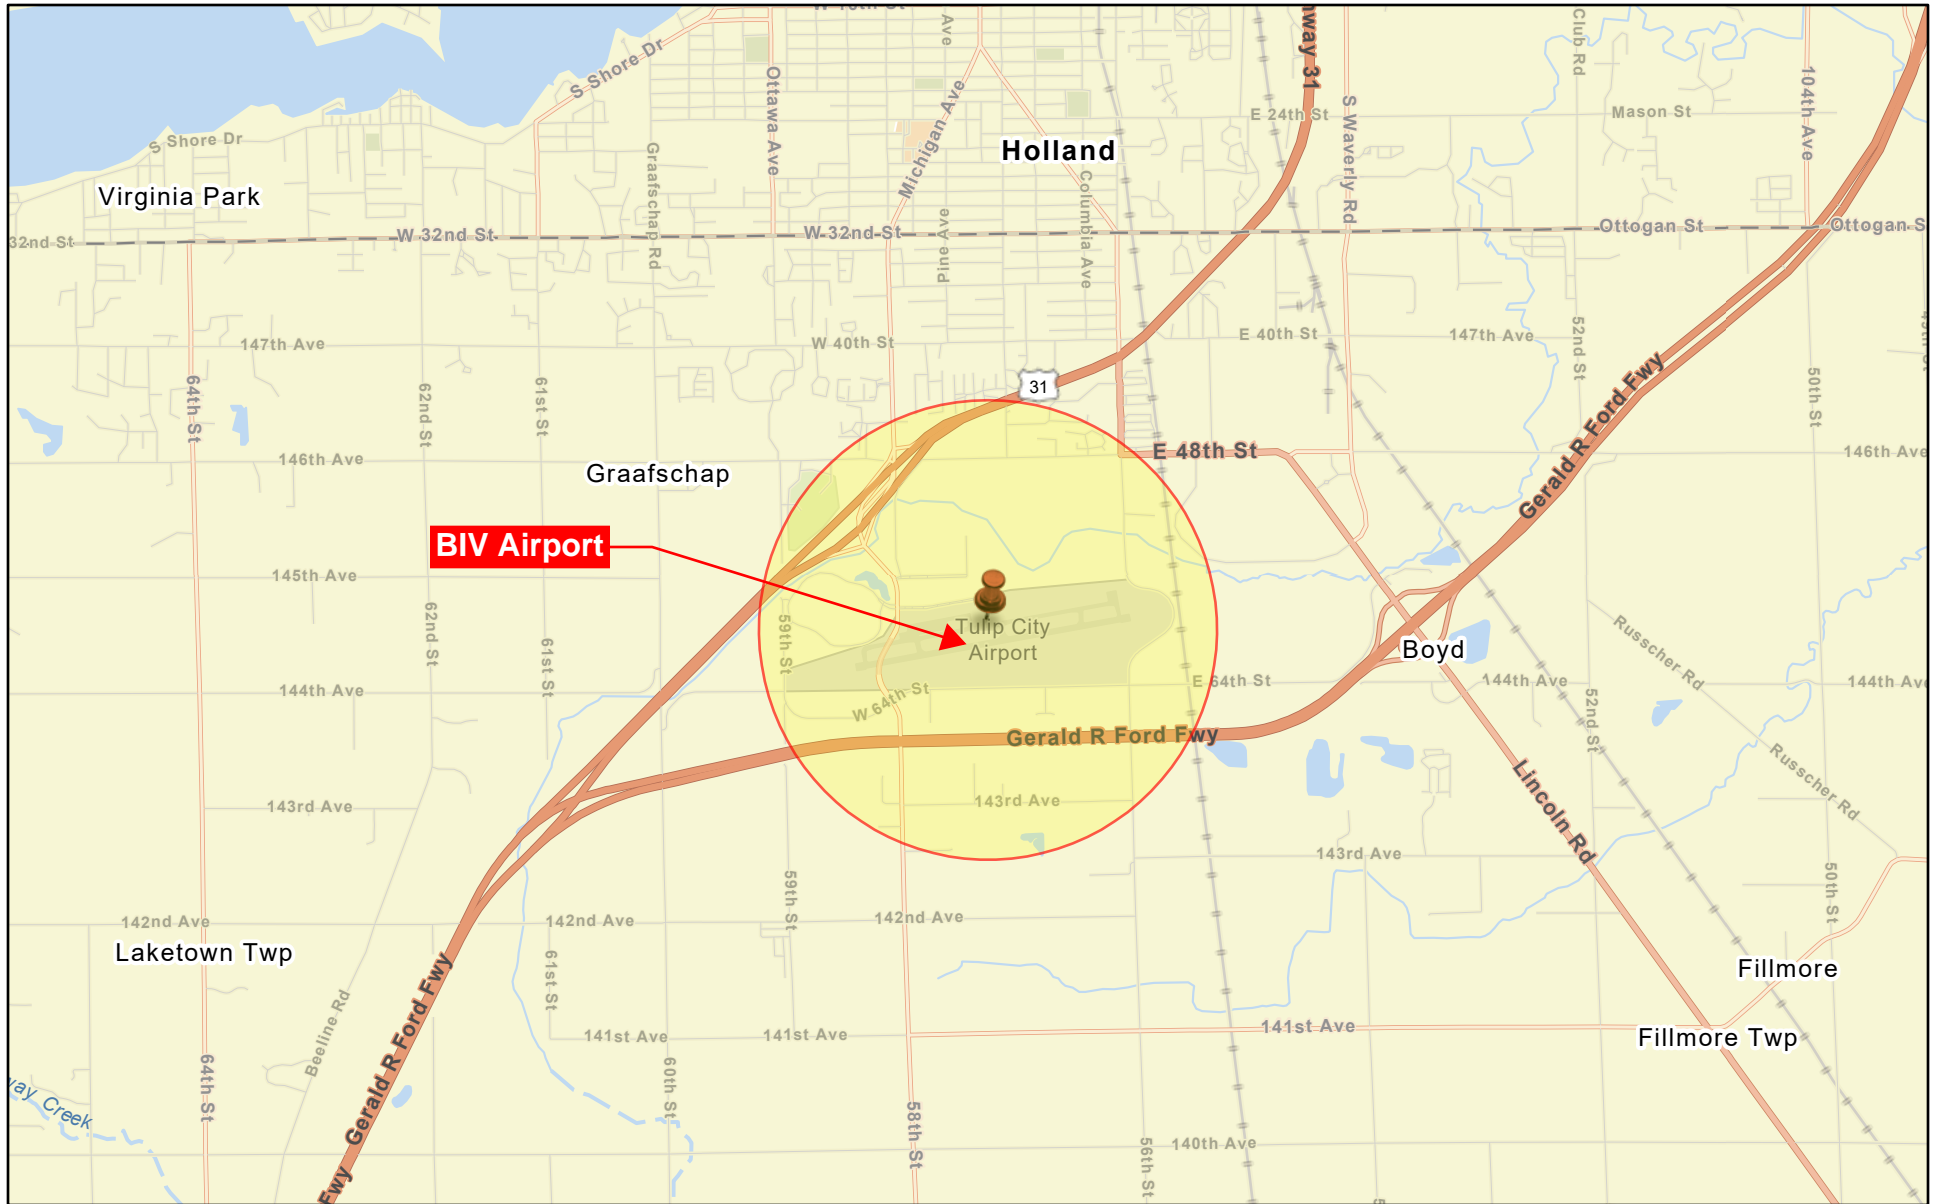 W 16th St
Ave
hway 31
Club Rd
S Shore Dr
Ottawa Ave
Michigan Ave
104th Ave
S Waverly Rd
E 24th St
Mason St
S Shore Dr
Graafschap Rd
Holland
Virginia Park
Columbia Ave
Pine Ave
32nd St
W 32nd St
W 32nd St
Ottogan St
Ottogan S
147th Ave
W 40th St
E 40th St
147th Ave
52nd St
49th St
64th St
62nd St
61st St
31
Gerald R Ford Fwy
50th St
146th Ave
Graafschap
E 48th St
146th Ave
BIV Airport
145th Ave
62nd St
61st St
59th St
Tulip City
Airport
Boyd
Russcher Rd
144th Ave
W 64th St
E 64th St
144th Ave
144th Av
52nd St
Gerald R Ford Fwy
Russcher Rd
143rd Ave
143rd Ave
Lincoln Rd
143rd Ave
59th St
50th St
142nd Ave
142nd Ave
142nd Ave
Laketown Twp
Gerald R Ford Fwy
61st St
Fillmore
Beeline Rd
141st Ave
141st Ave
141st Ave
Fillmore Twp
64th St
60th St
58th St
way Creek
56th St
140th Ave
Fwy